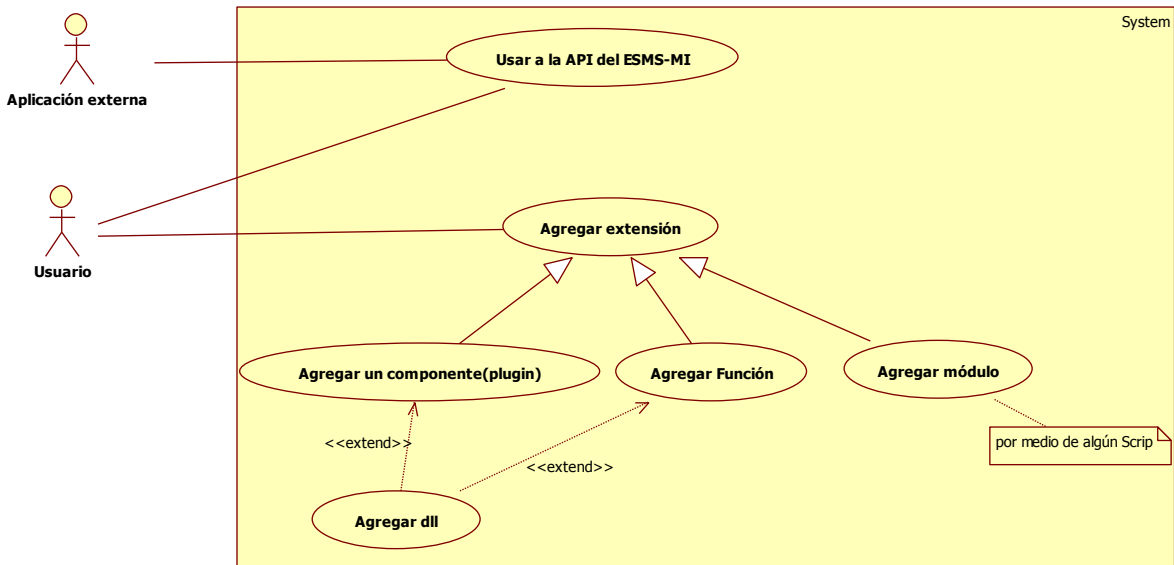 System
Usar a la API del ESMS-MI
Aplicación externa
Agregar extensión
Usuario
Agregar un componente(plugin)
Agregar Función
Agregar módulo
<<extend>>
por medio de algún Scrip
<<extend>>
Agregar dll